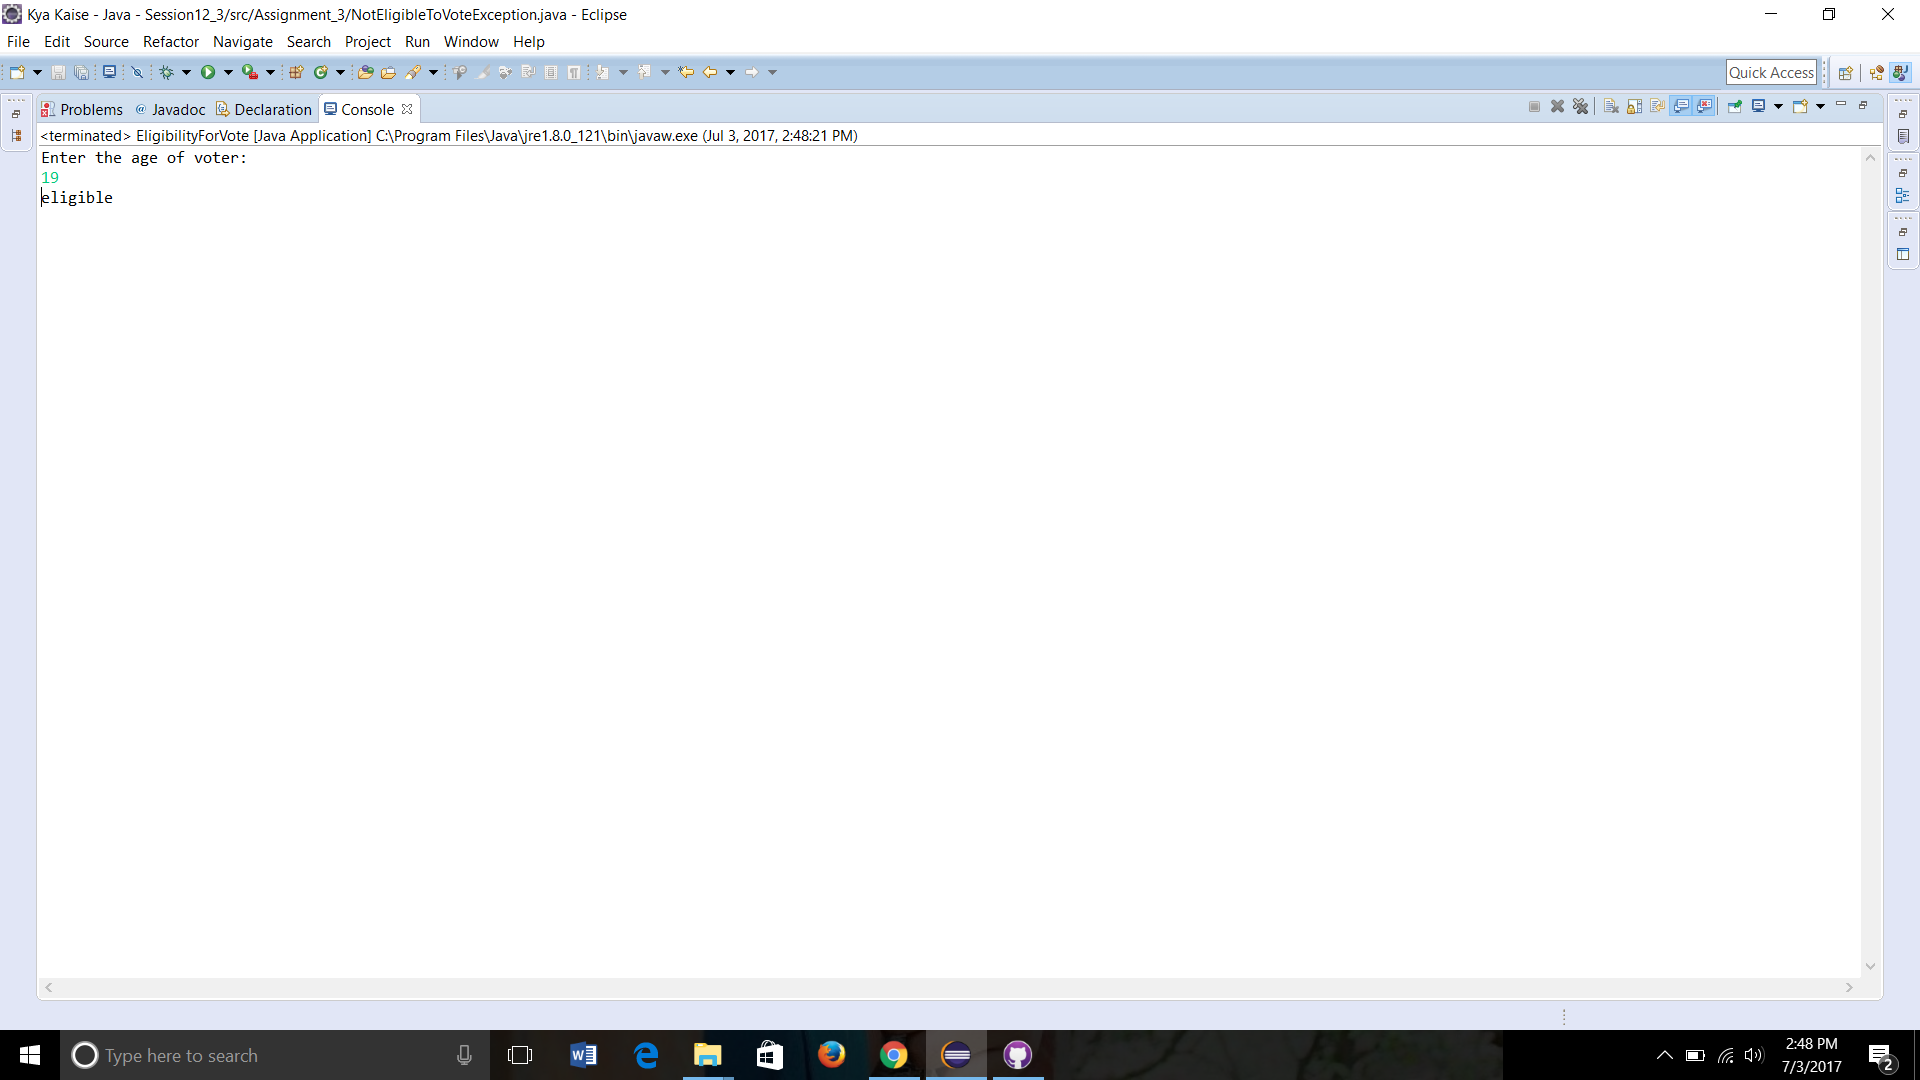 Kya Kaise - Java - Session12_3/src/Assignment_3/NotEligibleToVoteException.java - Eclipse
File Edit Source Refactor Navigate Search Project Run Window Help
Quick Access
Problems @ Javadoc Declaration Console
<terminated> EligibilityForVote [Java Application] C:\Program Files\Java\jre1.8.0_121\bin\javaw.exe (Jul 3, 2017, 2:48:21 PM)
Enter the age of voter:
19
eligible
Type here to search
2:48 PM
7/3/2017
2